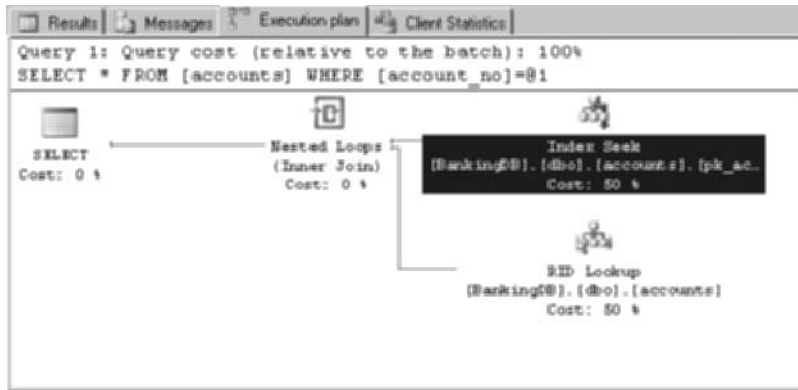 Results Messages Execution plan Client Statistics
Query 1: Query cost (relative to the batch): 100%
SELECT * FROM [accounts] WHERE [account_no]=@1
SELECT
Cost: 0 %
Nested Loops
(Inner Join)
Cost: 0 %
Index Seek
[BankingDB].[dbo].[accounts].[pk_ac…
Cost: 50 %
RID Lookup
[BankingDB].[dbo].[accounts]
Cost: 50 %